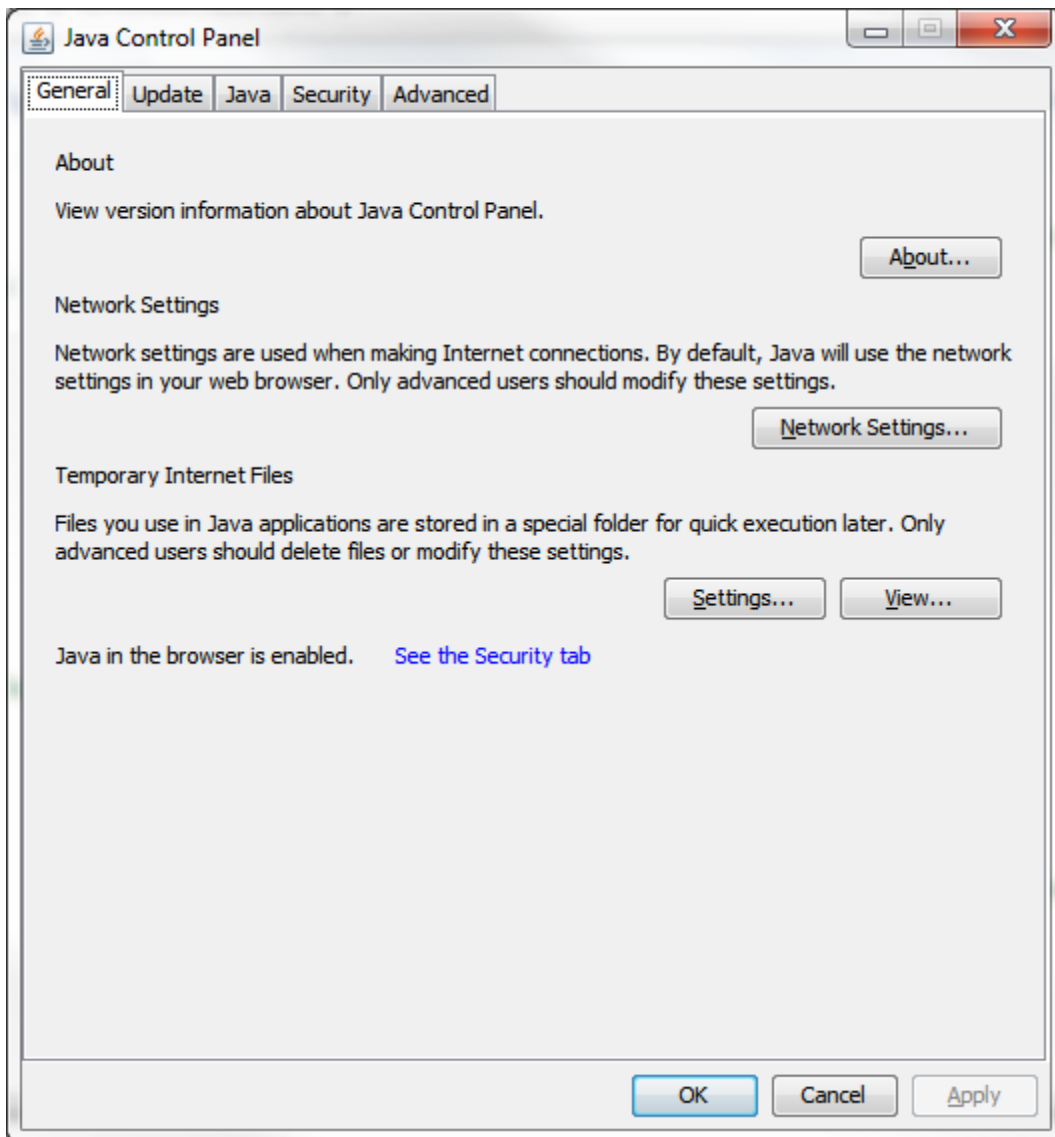 Java Control Panel
General Update Java Security Advanced
About
View version information about Java Control Panel.
About...
Network Settings
Network settings are used when making Internet connections. By default, Java will use the network
settings in your web browser. Only advanced users should modify these settings.
Network Settings...
Temporary Internet Files
Files you use in Java applications are stored in a special folder for quick execution later. Only
advanced users should delete files or modify these settings.
Settings... View...
Java in the browser is enabled. See the Security tab
OK Cancel Apply